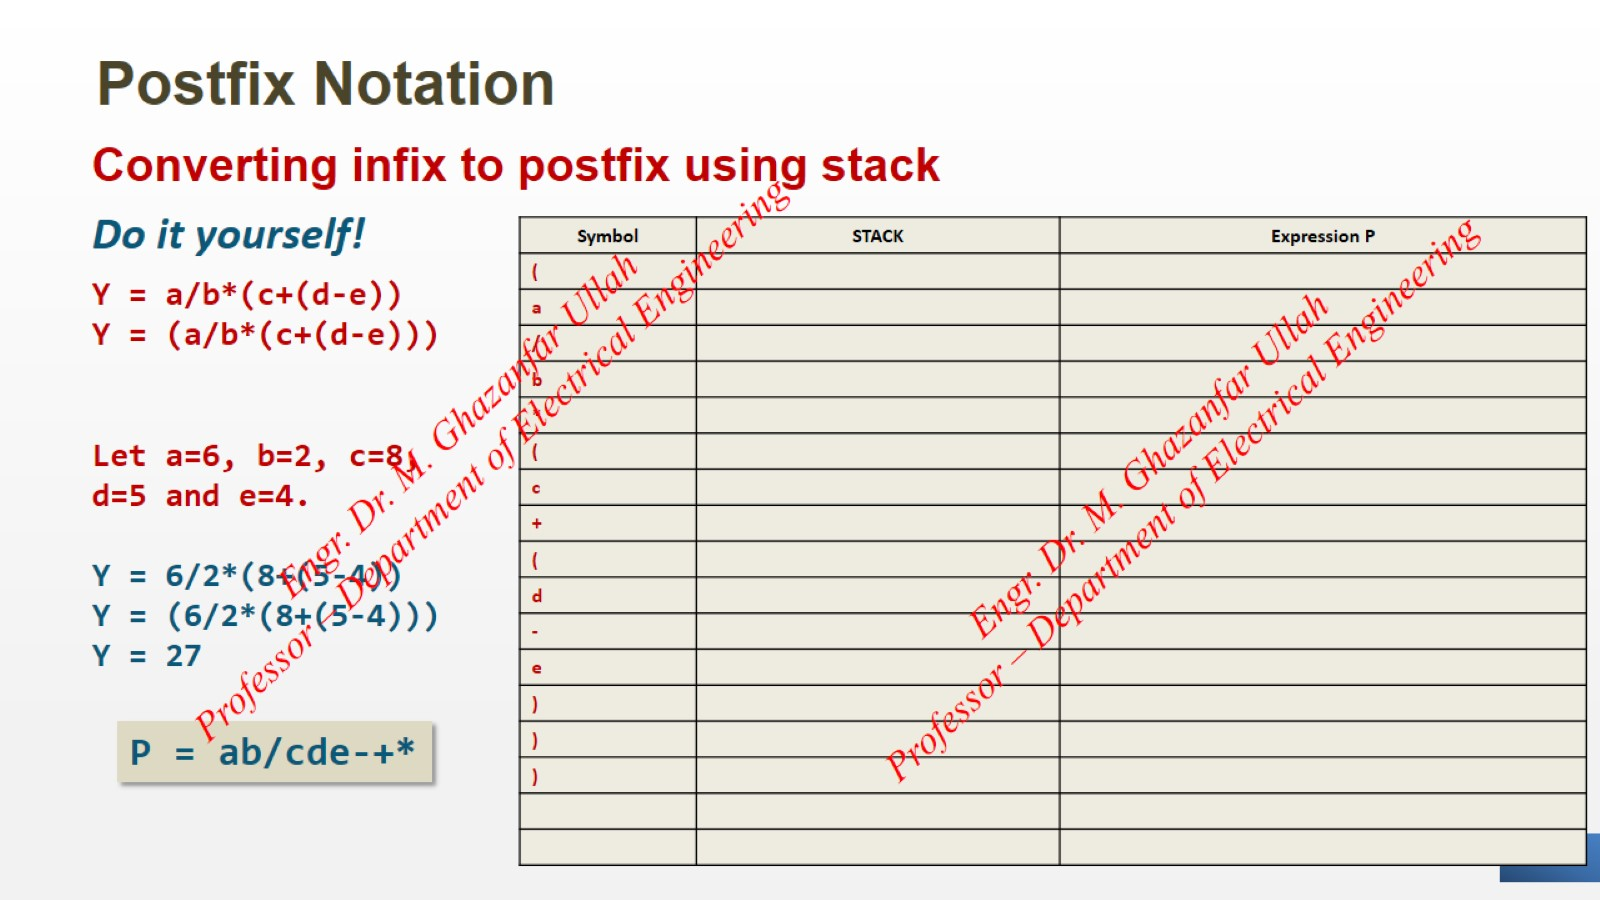 Postfix Notation
Converting infix to postfix using stack
Do it yourself!
Y = a/b*(c+(d-e))
Y = (a/b*(c+(d-e)))
Let a=6, b=2, c=8,
d=5 and e=4.
Y = 6/2*(8+(5-4))
Y = (6/2*(8+(5-4)))
Y = 27
P = ab/cde-+*
Symbol STACK Expression P
(
a
/
b
*
(
c
+
(
d
-
e
)
)
)
Engr. Dr. M. Ghazanfar Ullah
Professor – Department of Electrical Engineering
Engr. Dr. M. Ghazanfar Ullah
Professor – Department of Electrical Engineering